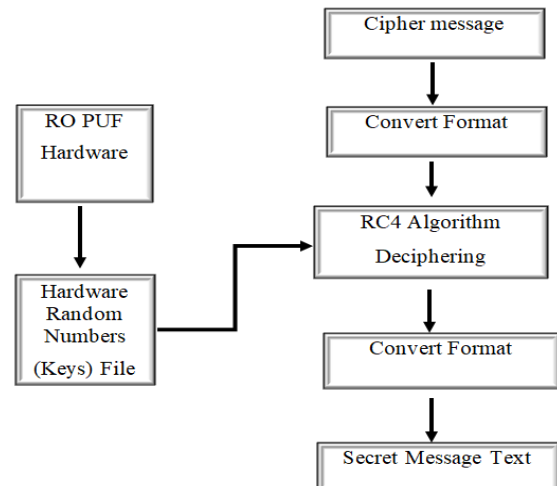 Cipher message
Convert Format
RO PUF
Hardware
RC4 Algorithm
Deciphering
Hardware
Random
Numbers
(Keys) File
Convert Format
Secret Message Text